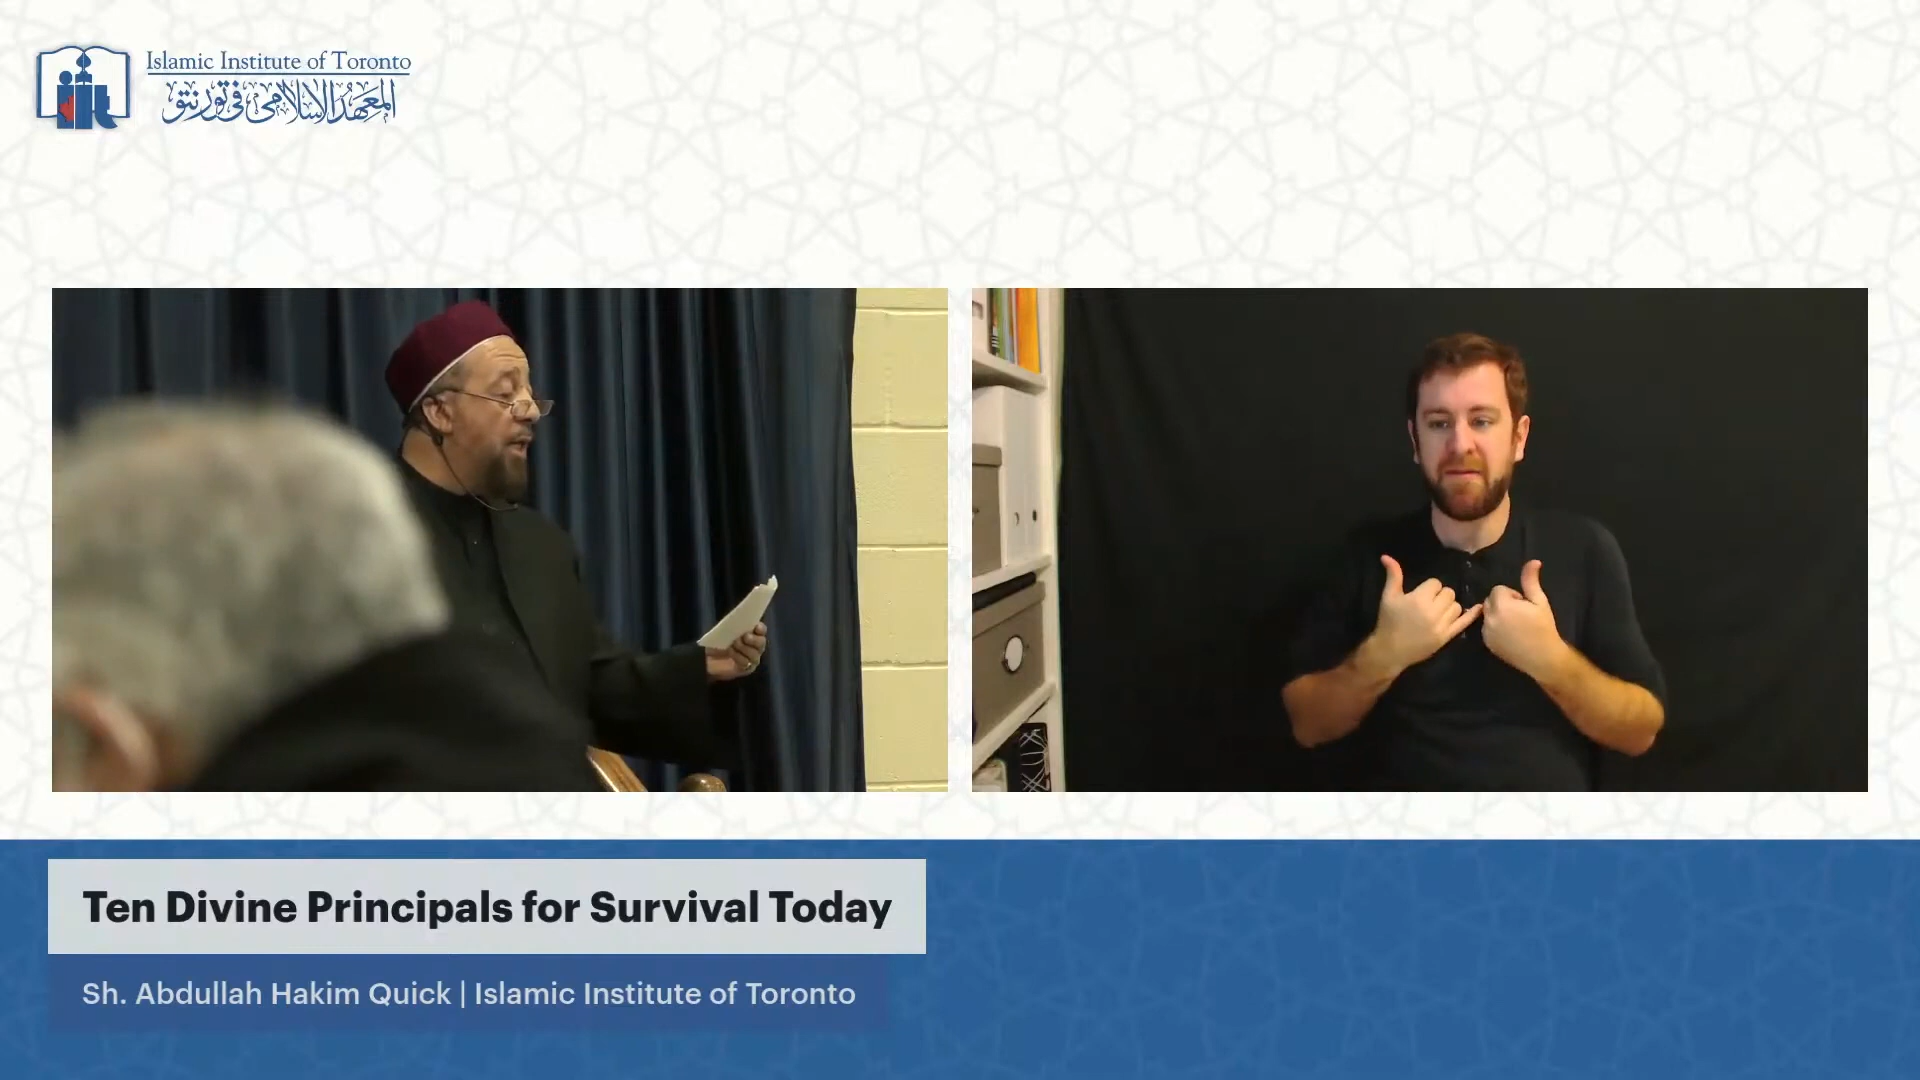 Islamic Institute of Toronto
المعهد الإسلامي في تورنتو
Ten Divine Principals for Survival Today
Sh. Abdullah Hakim Quick | Islamic Institute of Toronto